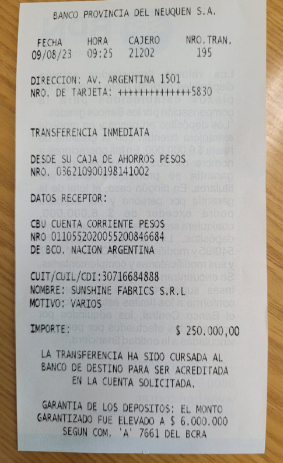 BANCO PROVINCIA DEL NEUQUEN S.A.
FECHA HORA CAJERO NRO.TRAN.
09/08/23 09:25 21202 195
DIRECCION: AV. ARGENTINA 1501
NRO. DE TARJETA: +++++++++++++++5830
TRANSFERENCIA INMEDIATA
DESDE SU CAJA DE AHORROS PESOS
NRO. 036210900198141002
DATOS RECEPTOR:
CBU CUENTA CORRIENTE PESOS
NRO 0110552020055200846684
DE BCO. NACION ARGENTINA
CUIT/CUIL/CDI:30716684888
NOMBRE: SUNSHINE FABRICS S.R.L
MOTIVO: VARIOS
IMPORTE: $ 250.000,00
LA TRANSFERENCIA HA SIDO CURSADA AL
BANCO DE DESTINO PARA SER ACREDITADA
EN LA CUENTA SOLICITADA.
GARANTIA DE LOS DEPOSITOS: EL MONTO
GARANTIZADO FUE ELEVADO A $ 6.000.000
SEGUN COM. 'A' 7661 DEL BCRA